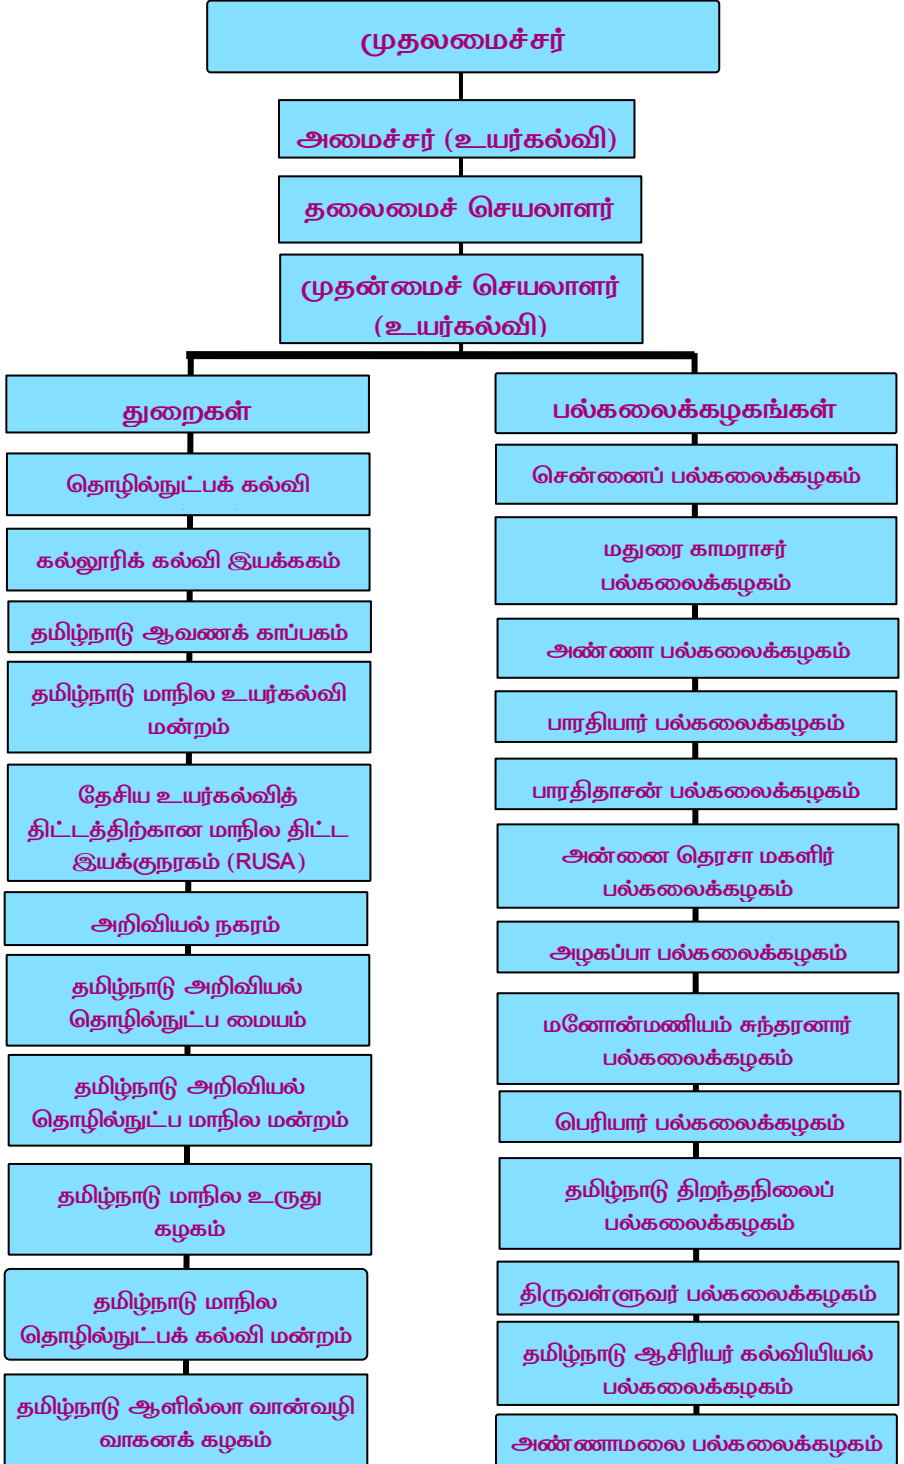 முதலமைச்சர்
அமைச்சர் (உயர்கல்வி)
தலைமைச் செயலாளர்
முதன்மைச் செயலாளர்
(உயர்கல்வி)
துறைகள்
தொழில்நுட்பக் கல்வி
கல்லூரிக் கல்வி இயக்ககம்
தமிழ்நாடு ஆவணக் காப்பகம்
தமிழ்நாடு மாநில உயர்கல்வி
மன்றம்
தேசிய உயர்கல்வித்
திட்டத்திற்கான மாநில திட்ட
இயக்குநரகம் (RUSA)
அறிவியல் நகரம்
தமிழ்நாடு அறிவியல்
தொழில்நுட்ப மையம்
தமிழ்நாடு அறிவியல்
தொழில்நுட்ப மாநில மன்றம்
தமிழ்நாடு மாநில உருது
கழகம்
தமிழ்நாடு மாநில
தொழில்நுட்பக் கல்வி மன்றம்
தமிழ்நாடு ஆளில்லா வான்வழி
வாகனக் கழகம்
பல்கலைக்கழகங்கள்
சென்னைப் பல்கலைக்கழகம்
மதுரை காமராசர்
பல்கலைக்கழகம்
அண்ணா பல்கலைக்கழகம்
பாரதியார் பல்கலைக்கழகம்
பாரதிதாசன் பல்கலைக்கழகம்
அன்னை தெரசா மகளிர்
பல்கலைக்கழகம்
அழகப்பா பல்கலைக்கழகம்
மனோன்மணியம் சுந்தரனார்
பல்கலைக்கழகம்
பெரியார் பல்கலைக்கழகம்
தமிழ்நாடு திறந்தநிலைப்
பல்கலைக்கழகம்
திருவள்ளுவர் பல்கலைக்கழகம்
தமிழ்நாடு ஆசிரியர் கல்வியியல்
பல்கலைக்கழகம்
அண்ணாமலை பல்கலைக்கழகம்